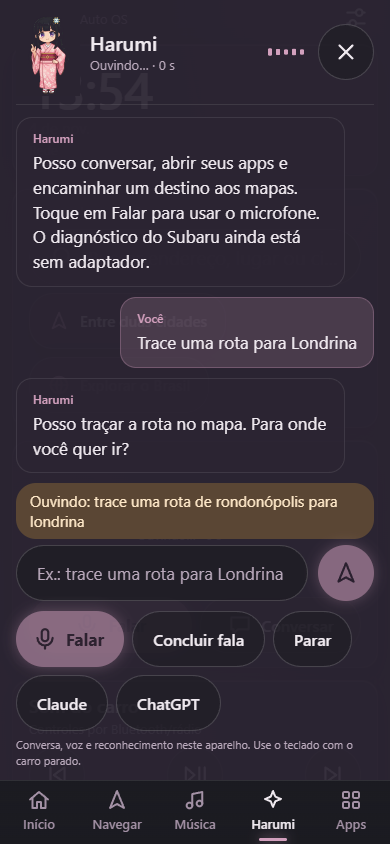 Auto OS
Harumi
Ouvindo... · 0 s
:54
Harumi
Posso conversar, abrir seus apps e
encaminhar um destino aos mapas.
Toque em Falar para usar o microfone.
O diagnóstico do Subaru ainda está
sem adaptador.
Você
Trace uma rota para Londrina
Harumi
Posso traçar a rota no mapa. Para onde
você quer ir?
Ouvindo: trace uma rota de rondonópolis para
londrina
Ex.: trace uma rota para Londrina
Falar
Concluir fala
Parar
Claude
ChatGPT
Conversa, voz e reconhecimento neste aparelho. Use o teclado com o
carro parado.
Início
Navegar
Música
Harumi
Apps